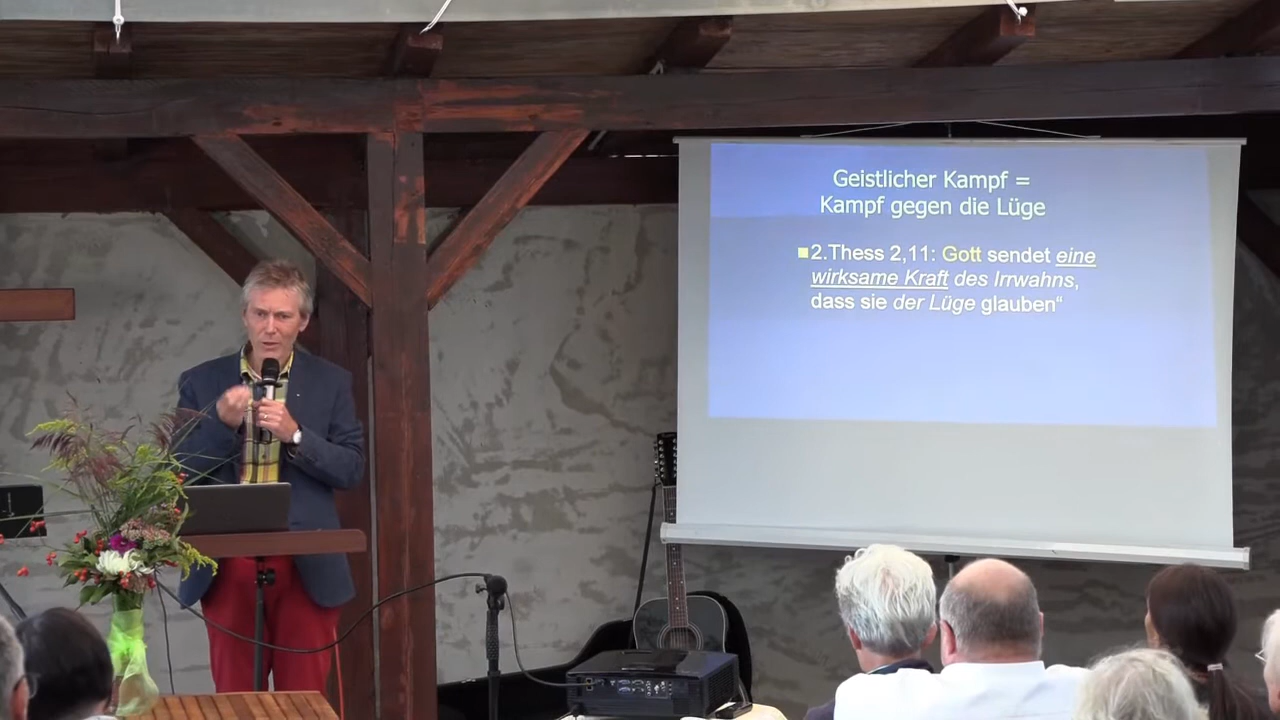 Geistlicher Kampf =
Kampf gegen die Lüge
2.Thess 2,11: Gott sendet eine
wirksame Kraft des Irrwahns,
dass sie der Lüge glauben“